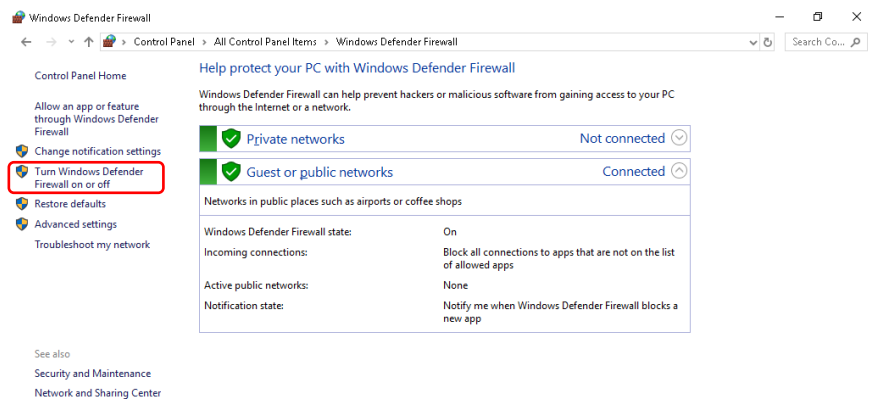 Windows Defender Firewall
Control Panel > All Control Panel Items > Windows Defender Firewall
Search Co...
Control Panel Home
Allow an app or feature
through Windows Defender
Firewall
Change notification settings
Turn Windows Defender
Firewall on or off
Restore defaults
Advanced settings
Troubleshoot my network
See also
Security and Maintenance
Network and Sharing Center
Help protect your PC with Windows Defender Firewall
Windows Defender Firewall can help prevent hackers or malicious software from gaining access to your PC
through the Internet or a network.
Private networks Not connected
Guest or public networks Connected
Networks in public places such as airports or coffee shops
Windows Defender Firewall state: On
Incoming connections: Block all connections to apps that are not on the list
of allowed apps
Active public networks: None
Notification state: Notify me when Windows Defender Firewall blocks a
new app